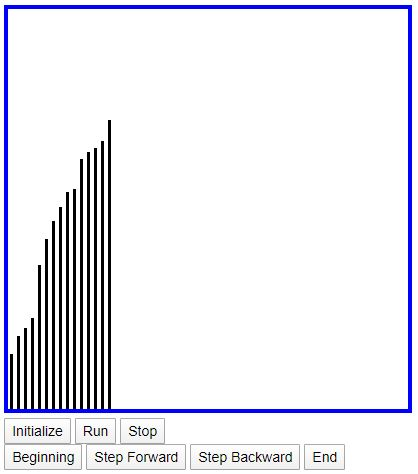 Initialize Run Stop
Beginning Step Forward Step Backward End